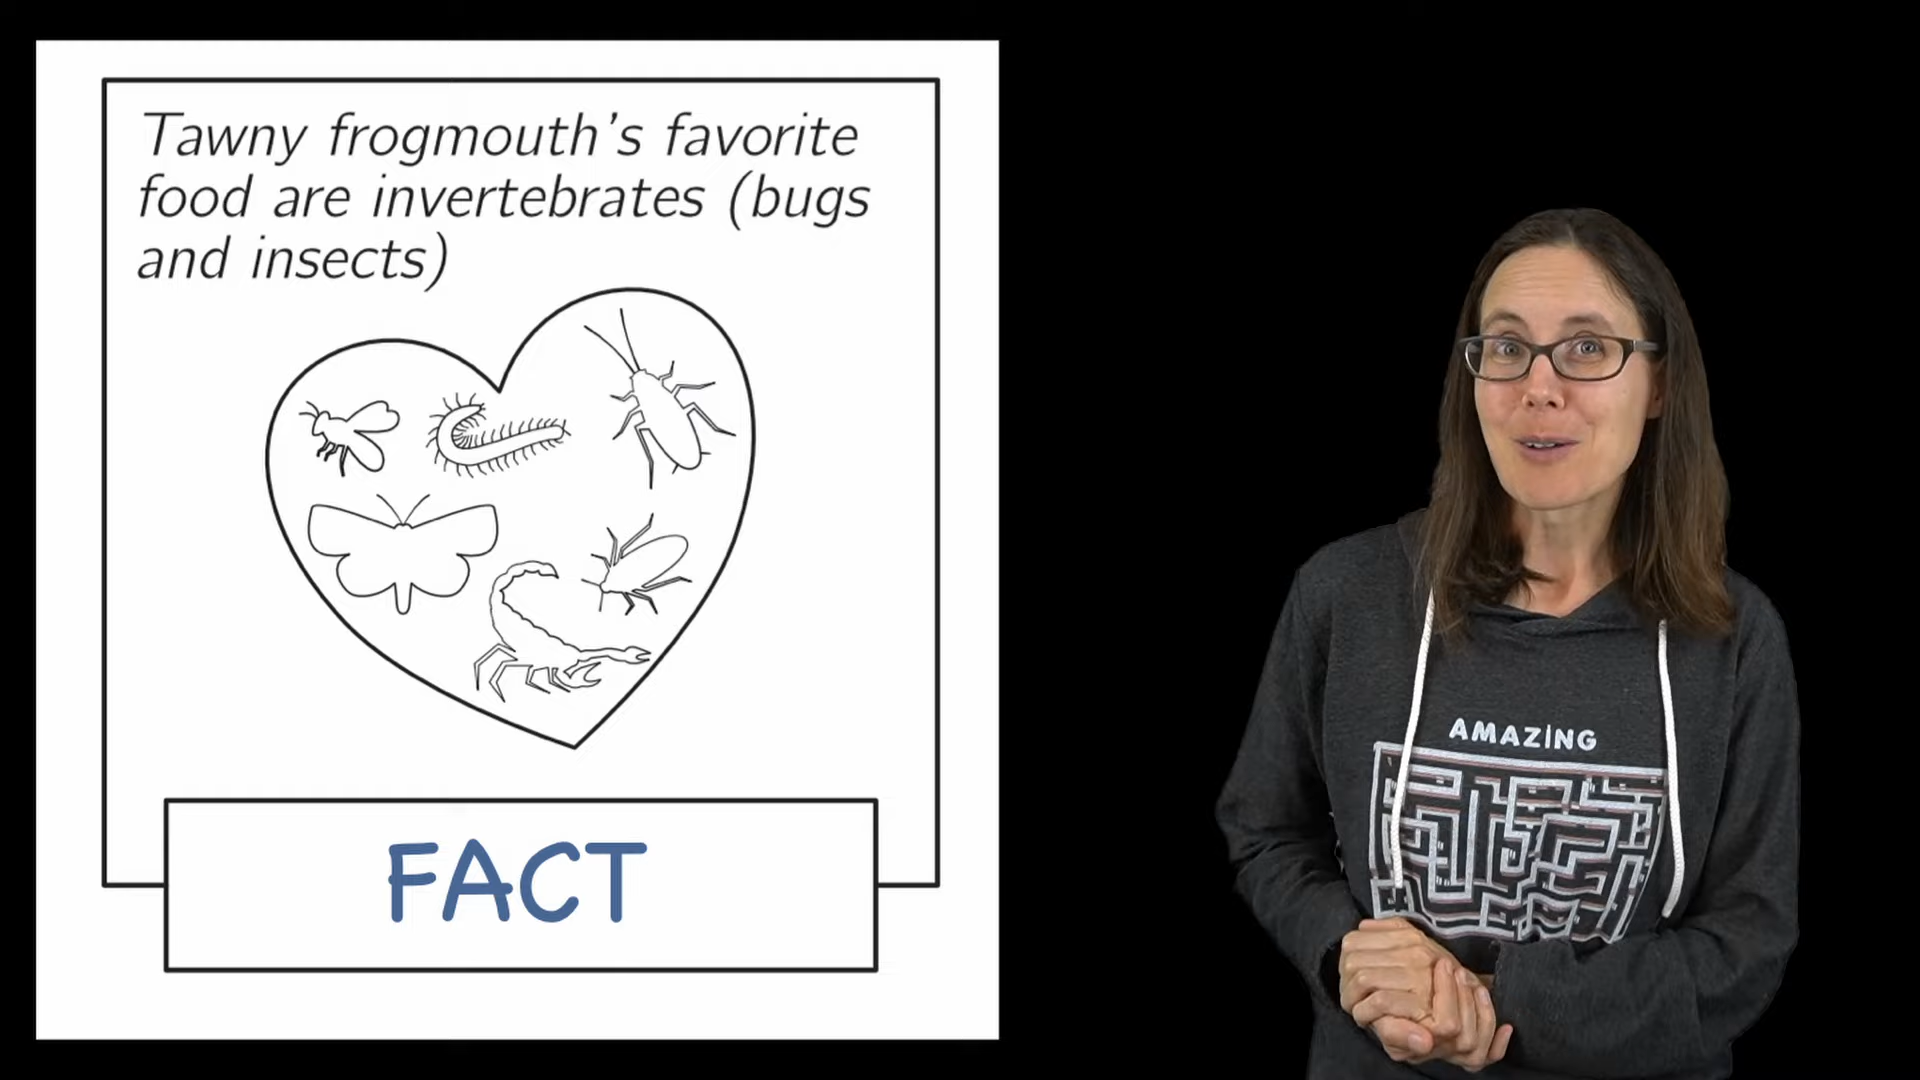 Tawny frogmouth's favorite
food are invertebrates (bugs
and insects)
FACT
AMAZING